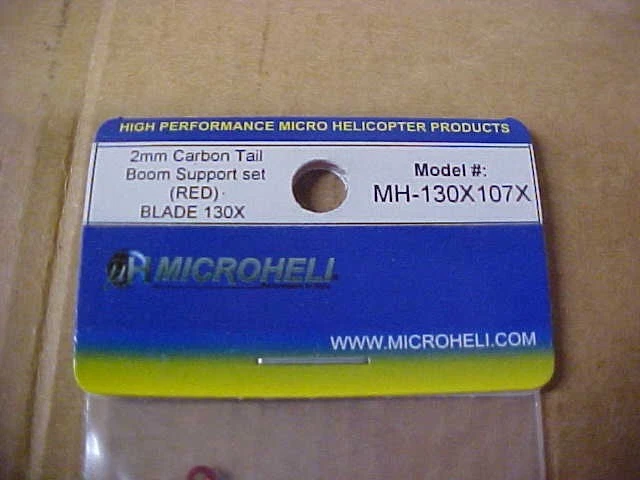 HIGH PERFORMANCE MICRO HELICOPTER PRODUCTS
2mm Carbon Tail
Boom Support set
(RED)
BLADE 130X
Model #:
MH-130X107X
MICROHELI
WWW.MICROHELI.COM